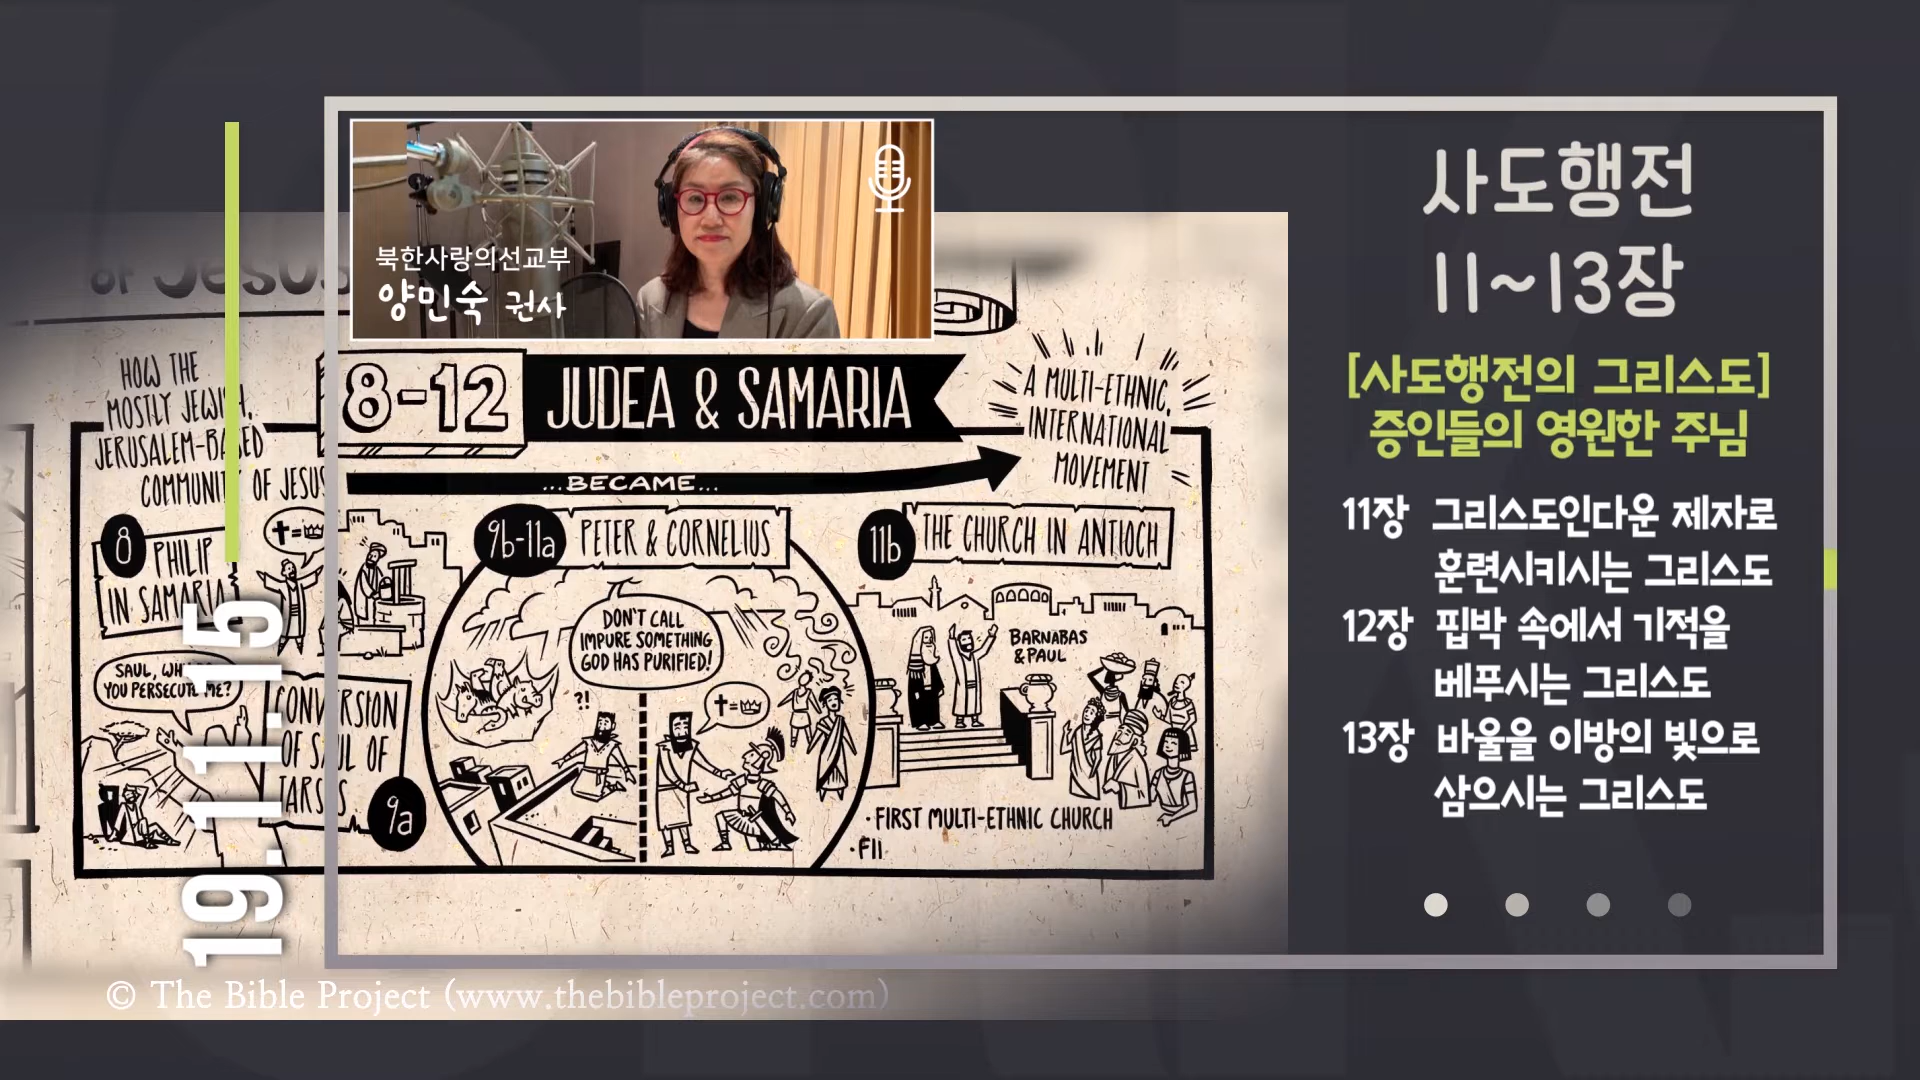 북한사랑의선교부
양민숙 권사
사도행전
11~13장
[사도행전의 그리스도]
증인들의 영원한 주님
11장 그리스도인다운 제자로
훈련시키시는 그리스도
12장 핍박 속에서 기적을
베푸시는 그리스도
13장 바울을 이방의 빛으로
삼으시는 그리스도
19.11.15
OF JESUS
HOW THE
MOSTLY JEWISH,
JERUSALEM-BASED
COMMUNITY OF JESUS
8-12 JUDEA & SAMARIA
...BECAME...
A MULTI-ETHNIC,
INTERNATIONAL
MOVEMENT
8 PHILIP
IN SAMARIA
SAUL, WHY
YOU PERSECUTE ME?
CONVERSION
OF SAUL OF
TARSUS
9a
9b-11a PETER & CORNELIUS
DON'T CALL
IMPURE SOMETHING
GOD HAS PURIFIED!
?!
11b THE CHURCH IN ANTIOCH
BARNABAS
& PAUL
• FIRST MULTI-ETHNIC CHURCH
• FI
© The Bible Project (www.thebibleproject.com)